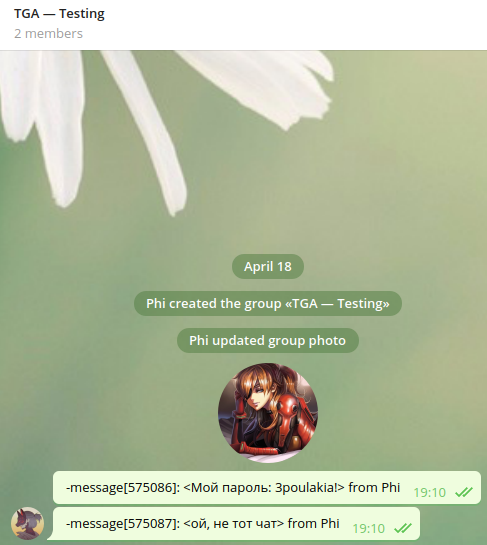 TGA — Testing
2 members
April 18
Phi created the group «TGA — Testing»
Phi updated group photo
-message[575086]: <Мой пароль: 3poulakia!> from Phi 19:10
-message[575087]: <ой, не тот чат> from Phi 19:10